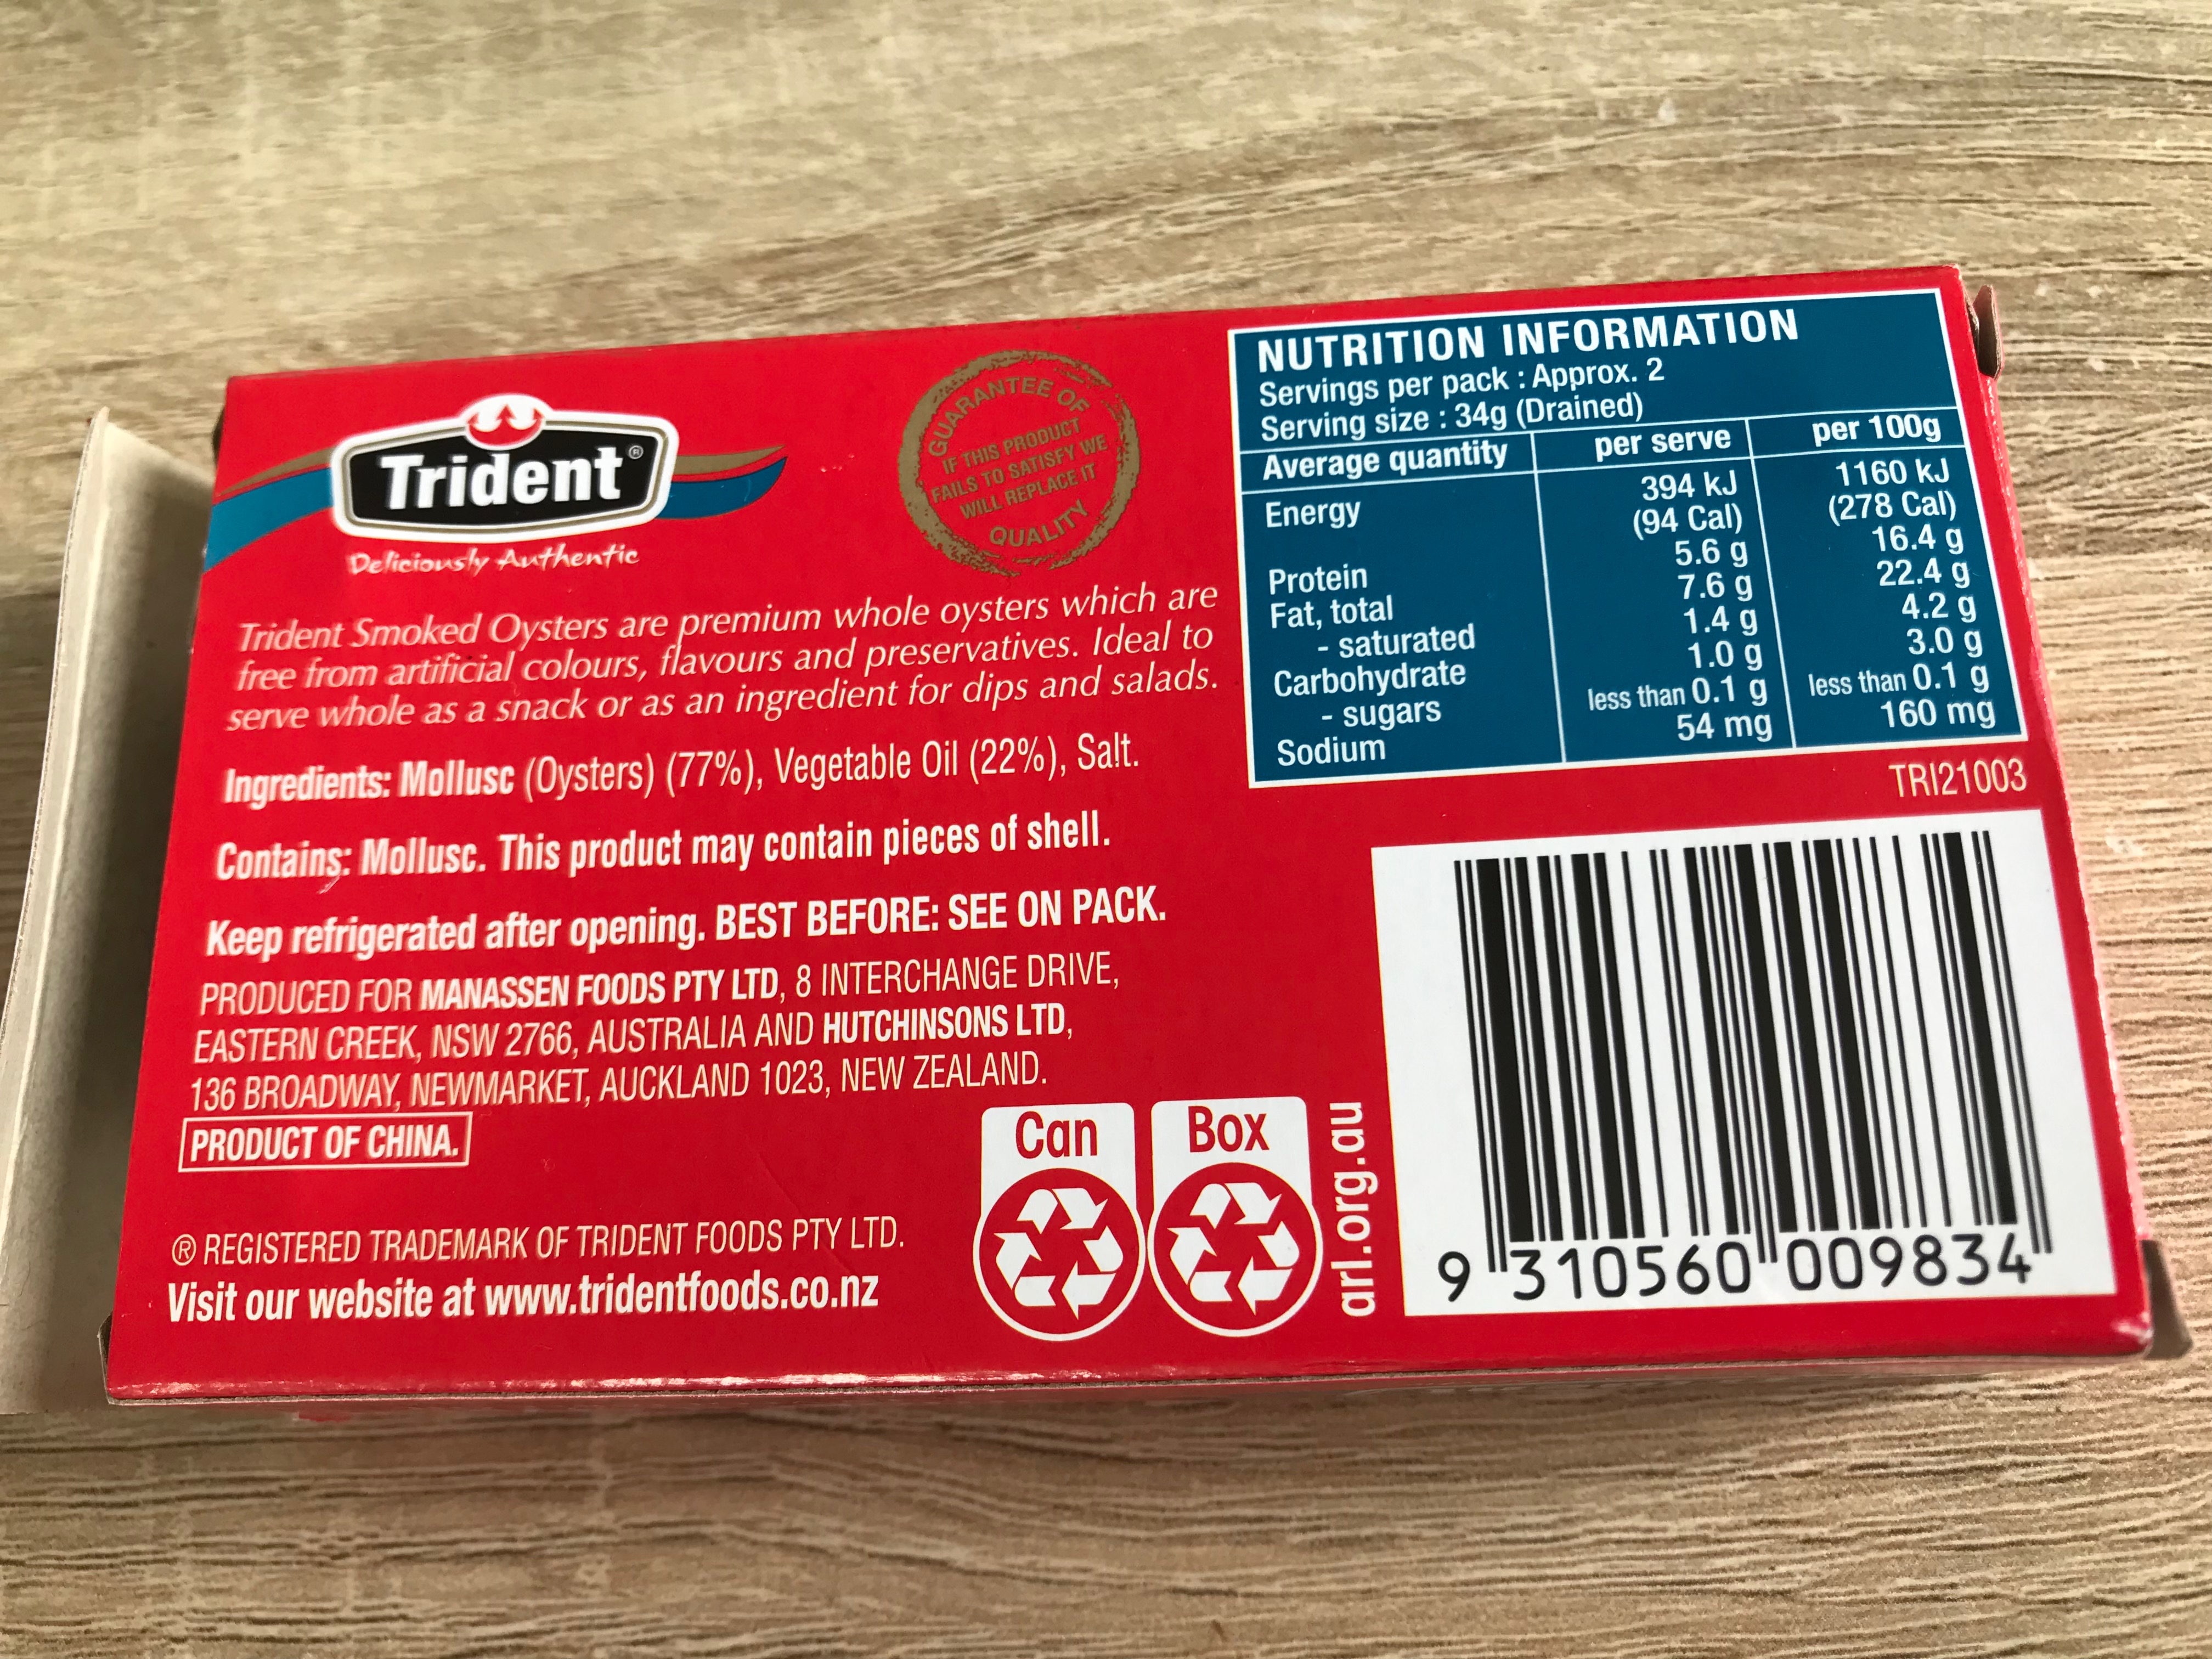 Trident®
Deliciously Authentic
GUARANTEE OF
IF THIS PRODUCT
FAILS TO SATISFY WE
WILL REPLACE IT
QUALITY
Trident Smoked Oysters are premium whole oysters which are
free from artificial colours, flavours and preservatives. Ideal to
serve whole as a snack or as an ingredient for dips and salads.
Ingredients: Mollusc (Oysters) (77%), Vegetable Oil (22%), Salt.
Contains: Mollusc. This product may contain pieces of shell.
Keep refrigerated after opening. BEST BEFORE: SEE ON PACK.
PRODUCED FOR MANASSEN FOODS PTY LTD, 8 INTERCHANGE DRIVE,
EASTERN CREEK, NSW 2766, AUSTRALIA AND HUTCHINSONS LTD,
136 BROADWAY, NEWMARKET, AUCKLAND 1023, NEW ZEALAND.
PRODUCT OF CHINA.
® REGISTERED TRADEMARK OF TRIDENT FOODS PTY LTD.
Visit our website at www.tridentfoods.co.nz
Can
Box
arl.org.au
NUTRITION INFORMATION
Servings per pack : Approx. 2
Serving size : 34g (Drained)
Average quantity per serve per 100g
Energy 394 kJ 1160 kJ
(94 Cal) (278 Cal)
Protein 5.6 g 16.4 g
Fat, total 7.6 g 22.4 g
- saturated 1.4 g 4.2 g
Carbohydrate 1.0 g 3.0 g
- sugars less than 0.1 g less than 0.1 g
Sodium 54 mg 160 mg
TRI21003
9 310560 009834